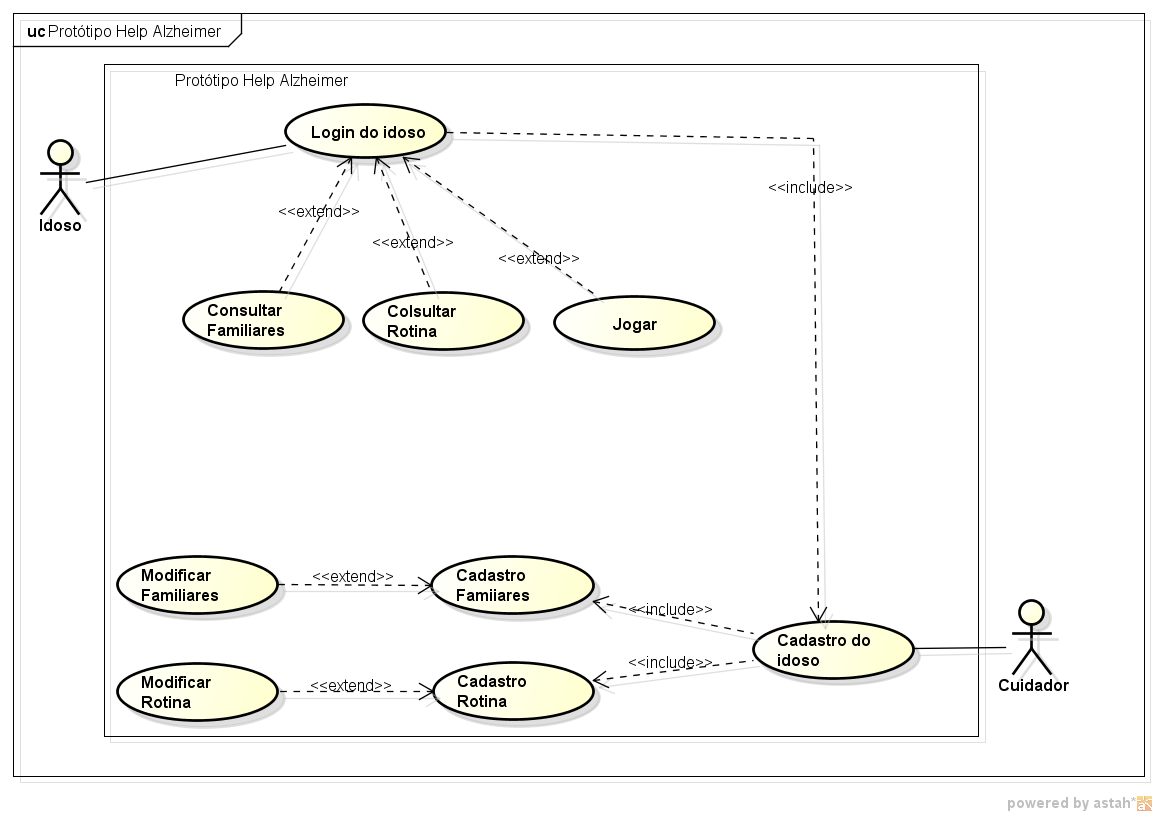 uc Protótipo Help Alzheimer
Protótipo Help Alzheimer
Login do idoso
<<include>>
Idoso
<<extend>>
<<extend>>
<<extend>>
Consultar
Familiares
Colsultar
Rotina
Jogar
Modificar
Familiares
<<extend>>
Cadastro
Famiiares
<<include>>
Cadastro do
idoso
Cuidador
<<include>>
Modificar
Rotina
<<extend>>
Cadastro
Rotina
powered by astah*